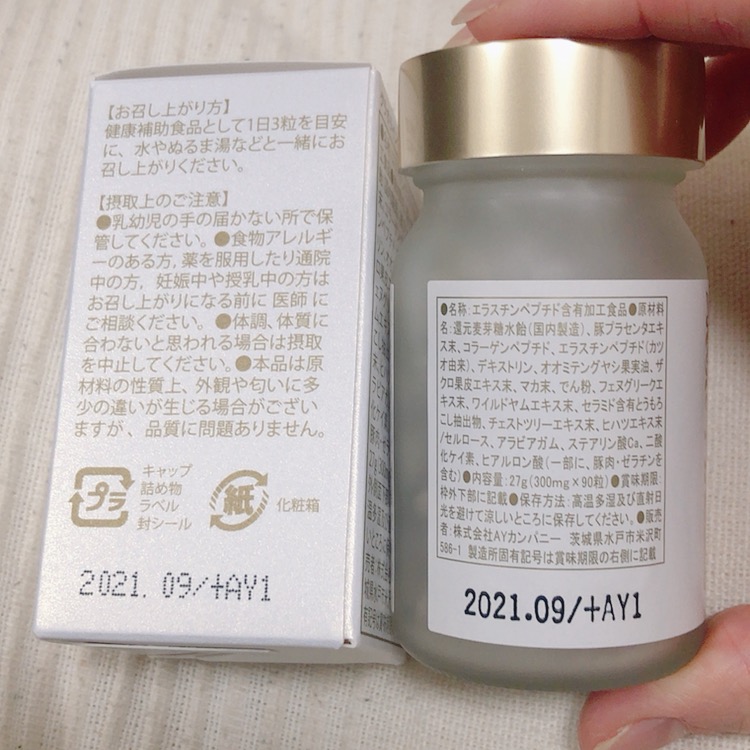 【お召し上がり方】
健康補助食品として1日3粒を目安
に、水やぬるま湯などと一緒にお
召し上がりください。
【摂取上のご注意】
●乳幼児の手の届かない所で保
管してください。●食物アレルギ
ーのある方,薬を服用したり通院
中の方, 妊娠中や授乳中の方は
お召し上がりになる前に 医師 に
ご相談ください。●体調、体質に
合わないと思われる場合は摂取
を中止してください。●本品は原
材料の性質上、外観や匂いに多
少の違いが生じる場合がござい
ますが 、品質に問題ありません。
プラ
キャップ
詰め物
ラベル
封シール
紙
化粧箱
2021. 09/+AY1
●名称:エラスチンペプチド含有加工食品●原材料
名:還元麦芽糖水飴(国内製造)、豚プラセンタエキ
ス末、コラーゲンペプチド、エラスチンペプチド(カツ
オ由来)、デキストリン、オオミテングヤシ果実油、ザ
クロ果皮エキス末、マカ末、でん粉、フェヌグリークエ
キス末、ワイルドヤムエキス末、セラミド含有とうもろ
こし抽出物、チェストツリーエキス末、ヒハツエキス末
/セルロース、アラビアガム、ステアリン酸Ca、二酸
化ケイ素、ヒアルロン酸(一部に、豚肉・ゼラチンを
含む)●内容量:27g(300mg×90粒)●賞味期限:
枠外下部に記載●保存方法:高温多湿及び直射日
光を避けて涼しいところに保存してください。●販売
者:株式会社AYカンパニー 茨城県水戸市米沢町
586-1 製造所固有記号は賞味期限の右側に記載
2021.09/+AY1